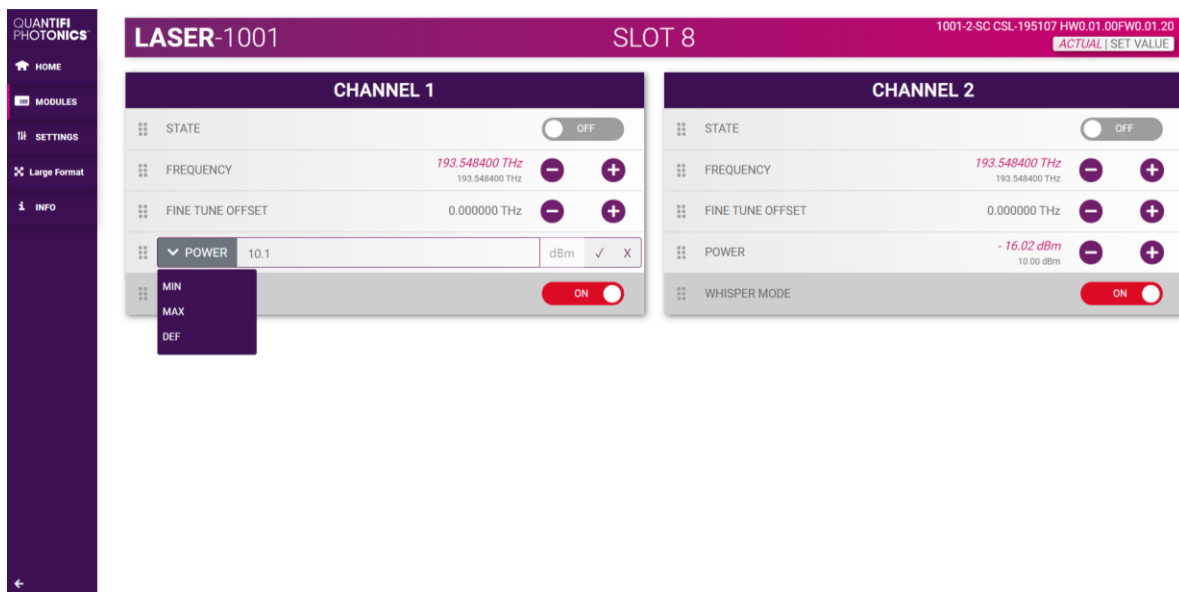 QUANTIFI
PHOTONICS
HOME
MODULES
SETTINGS
Large Format
INFO
LASER-1001
SLOT 8
1001-2-SC CSL-195107 HW0.01.00FW0.01.20
ACTUAL | SET VALUE
CHANNEL 1
STATE
OFF
FREQUENCY
193.548400 THz
193.548400 THz
FINE TUNE OFFSET
0.000000 THz
POWER 10.1 dBm ✓ X
MIN
MAX
DEF
ON
CHANNEL 2
STATE
OFF
FREQUENCY
193.548400 THz
193.548400 THz
FINE TUNE OFFSET
0.000000 THz
POWER
- 16.02 dBm
10.00 dBm
WHISPER MODE
ON